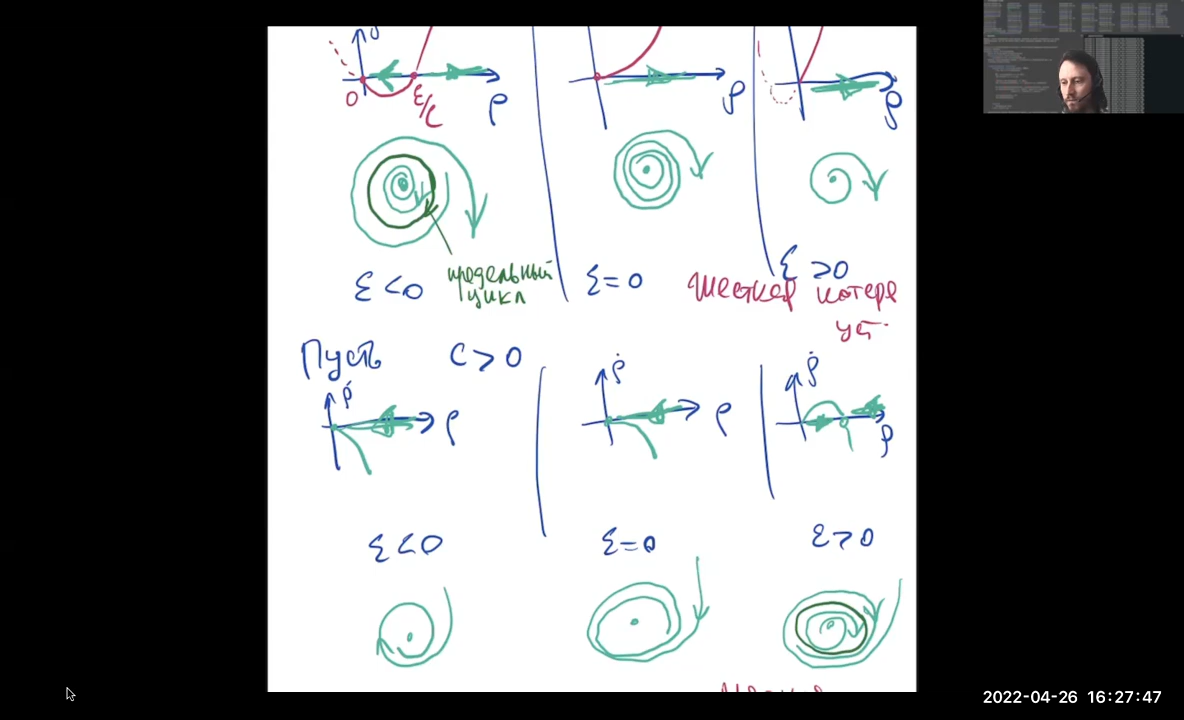 0 ε/c ρ
ρ
ρ
ε<0
предельный
цикл
ε=0
ε>0
Жесткая потеря
уст.
Пусть c>0
ρ̇ ρ
ρ̇ ρ
ρ̇ ρ
ε<0
ε=0
ε>0
2022-04-26 16:27:47